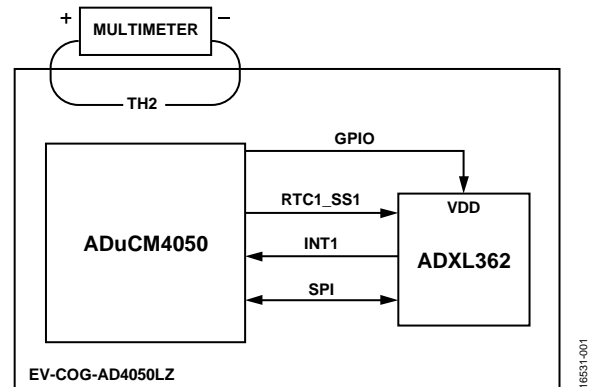 + MULTIMETER –
TH2
GPIO
RTC1_SS1
VDD
ADuCM4050
INT1
ADXL362
SPI
EV-COG-AD4050LZ
16531-001